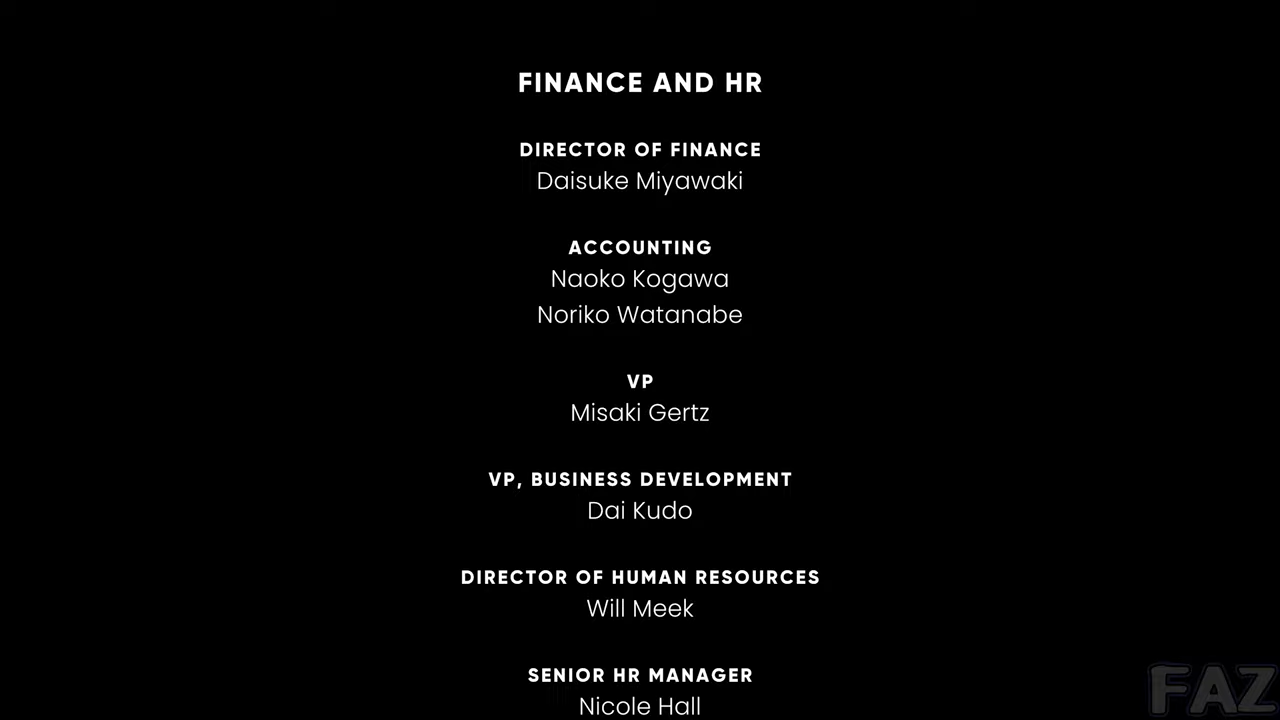 FINANCE AND HR
DIRECTOR OF FINANCE
Daisuke Miyawaki
ACCOUNTING
Naoko Kogawa
Noriko Watanabe
VP
Misaki Gertz
VP, BUSINESS DEVELOPMENT
Dai Kudo
DIRECTOR OF HUMAN RESOURCES
Will Meek
SENIOR HR MANAGER
Nicole Hall
FAZ